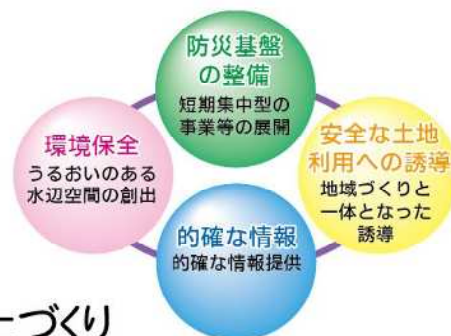 防災基盤
の整備
短期集中型の
事業等の展開
環境保全
うるおいのある
水辺空間の創出
安全な土地
利用への誘導
地域づくりと
一体となった
誘導
的確な情報
的確な情報提供
づくり